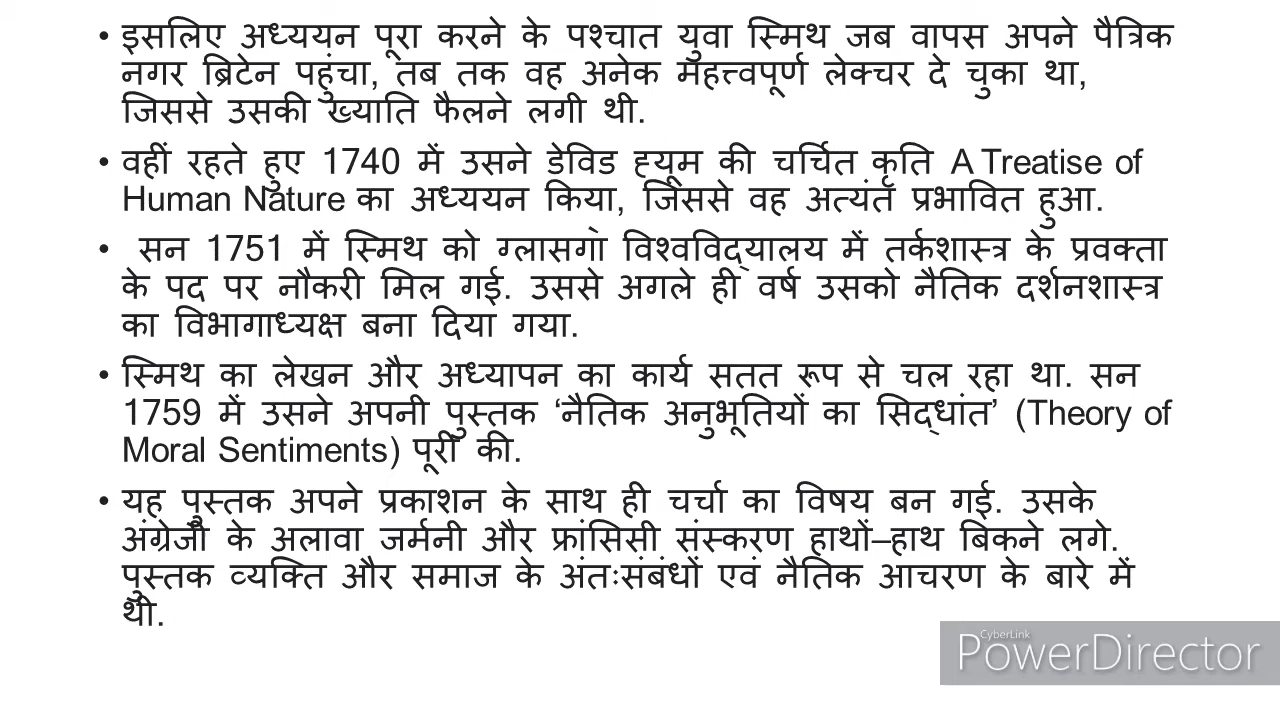 • इसलिए अध्ययन पूरा करने के पश्चात युवा स्मिथ जब वापस अपने पैत्रिक
नगर ब्रिटेन पहुंचा, तब तक वह अनेक महत्त्वपूर्ण लेक्चर दे चुका था,
जिससे उसकी ख्याति फैलने लगी थी.
• वहीं रहते हुए 1740 में उसने डेविड ह्यूम की चर्चित कृति A Treatise of
Human Nature का अध्ययन किया, जिससे वह अत्यंत प्रभावित हुआ.
• सन 1751 में स्मिथ को ग्लासगो विश्वविद्यालय में तर्कशास्त्र के प्रवक्ता
के पद पर नौकरी मिल गई. उससे अगले ही वर्ष उसको नैतिक दर्शनशास्त्र
का विभागाध्यक्ष बना दिया गया.
• स्मिथ का लेखन और अध्यापन का कार्य सतत रूप से चल रहा था. सन
1759 में उसने अपनी पुस्तक ‘नैतिक अनुभूतियों का सिद्धांत’ (Theory of
Moral Sentiments) पूरी की.
• यह पुस्तक अपने प्रकाशन के साथ ही चर्चा का विषय बन गई. उसके
अंग्रेजी के अलावा जर्मनी और फ्रांसिसी संस्करण हाथों–हाथ बिकने लगे.
पुस्तक व्यक्ति और समाज के अंतःसंबंधों एवं नैतिक आचरण के बारे में
थी.
CyberLink
PowerDirector